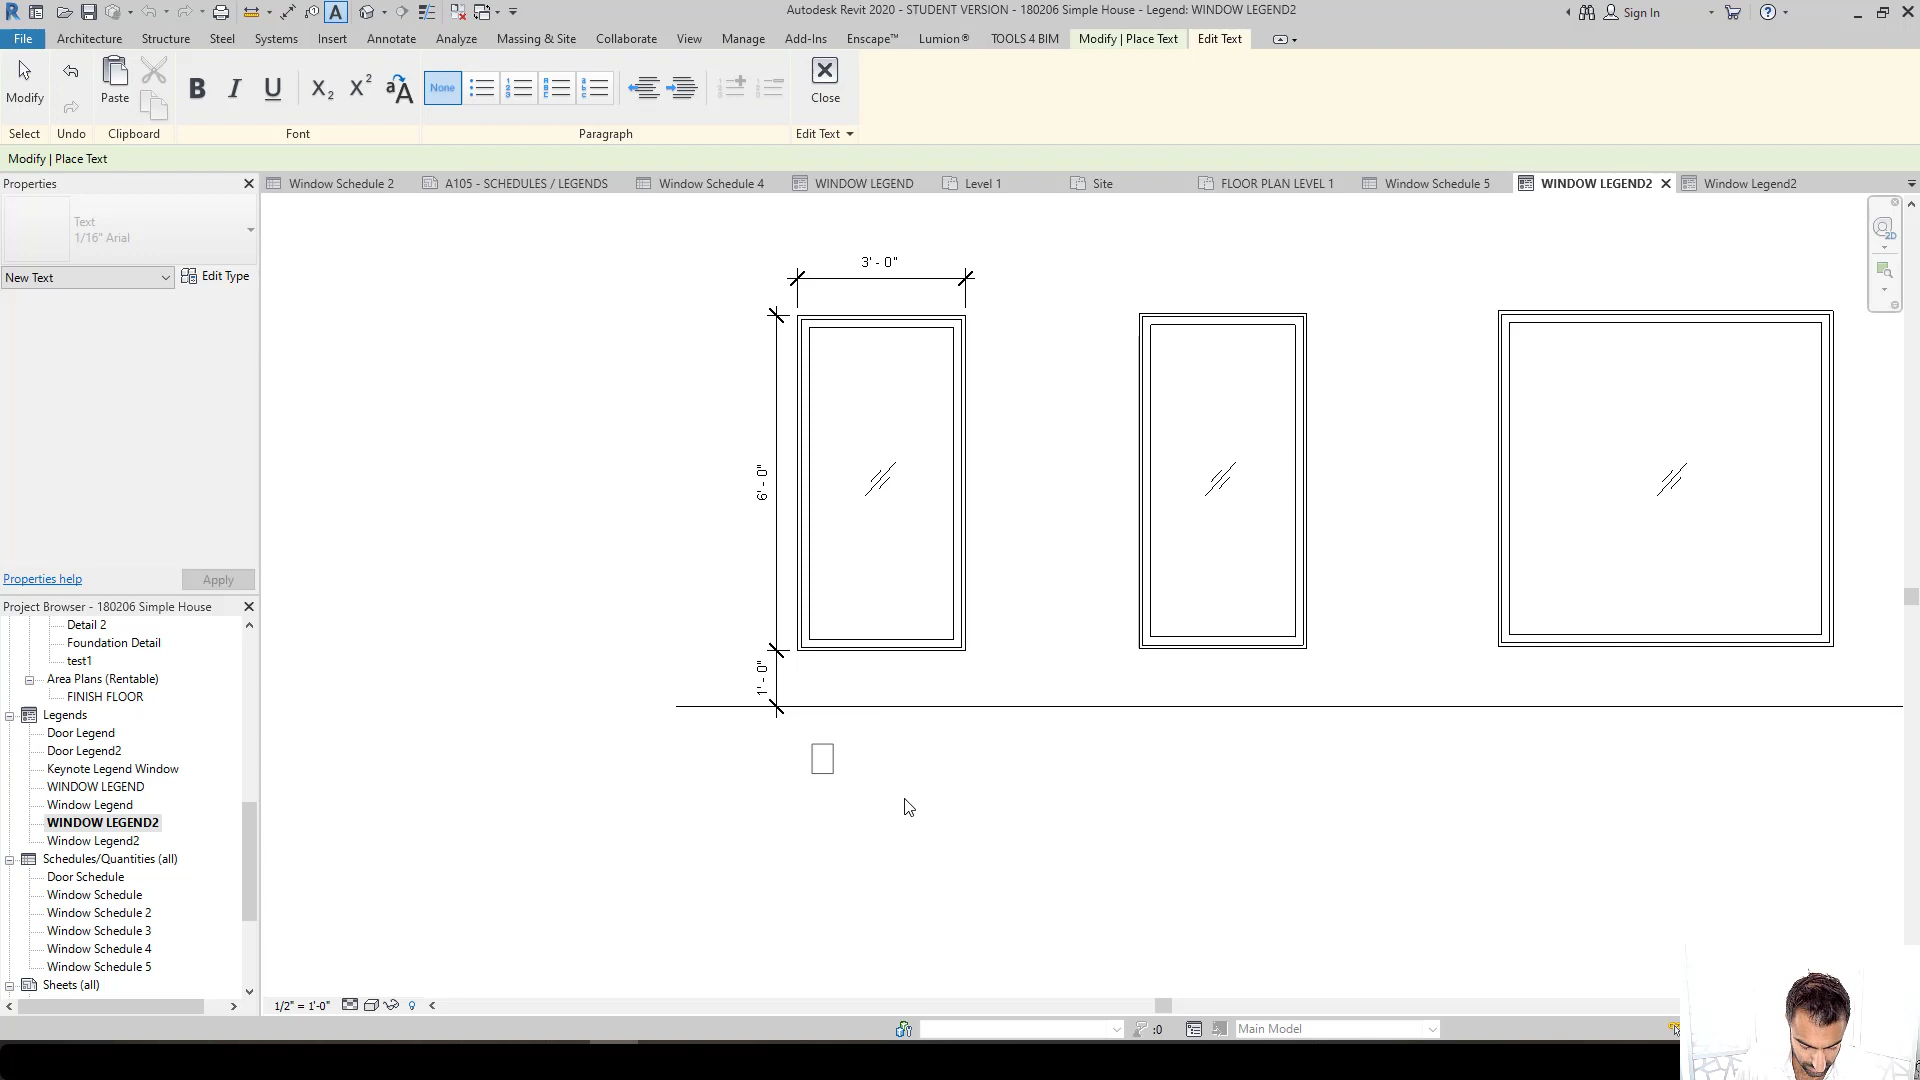 Autodesk Revit 2020 - STUDENT VERSION - 180206 Simple House - Legend: WINDOW LEGEND2
Sign In
File Architecture Structure Steel Systems Insert Annotate Analyze Massing & Site Collaborate View Manage Add-Ins Enscape™ Lumion® TOOLS 4 BIM Modify | Place Text Edit Text
Modify Paste B I U X₂ X² aA None Close
Select Undo Clipboard Font Paragraph Edit Text
Modify | Place Text
Properties
Window Schedule 2 A105 - SCHEDULES / LEGENDS Window Schedule 4 WINDOW LEGEND Level 1 Site FLOOR PLAN LEVEL 1 Window Schedule 5 WINDOW LEGEND2 Window Legend2
Text
1/16" Arial
New Text Edit Type
2D
3' - 0"
6' - 0"
1' - 0"
Properties help Apply
Project Browser - 180206 Simple House
Detail 2
Foundation Detail
test1
Area Plans (Rentable)
FINISH FLOOR
Legends
Door Legend
Door Legend2
Keynote Legend Window
WINDOW LEGEND
Window Legend
WINDOW LEGEND2
Window Legend2
Schedules/Quantities (all)
Door Schedule
Window Schedule
Window Schedule 2
Window Schedule 3
Window Schedule 4
Window Schedule 5
Sheets (all)
1/2" = 1'-0"
:0 Main Model